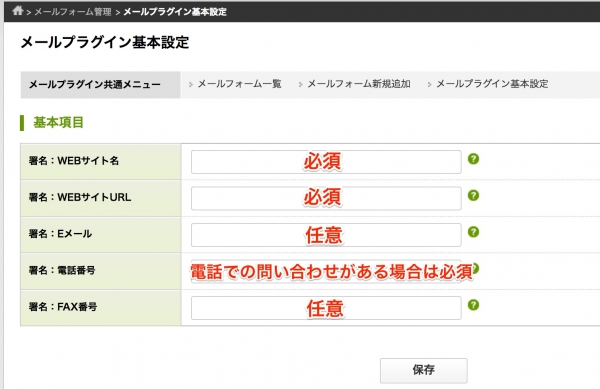 > メールフォーム管理 > メールプラグイン基本設定
メールプラグイン基本設定
メールプラグイン共通メニュー メールフォーム一覧 メールフォーム新規追加 メールプラグイン基本設定
基本項目
署名：WEBサイト名 必須 ?
署名：WEBサイトURL 必須 ?
署名：Eメール 任意 ?
署名：電話番号 電話での問い合わせがある場合は必須 ?
署名：FAX番号 任意 ?
保存